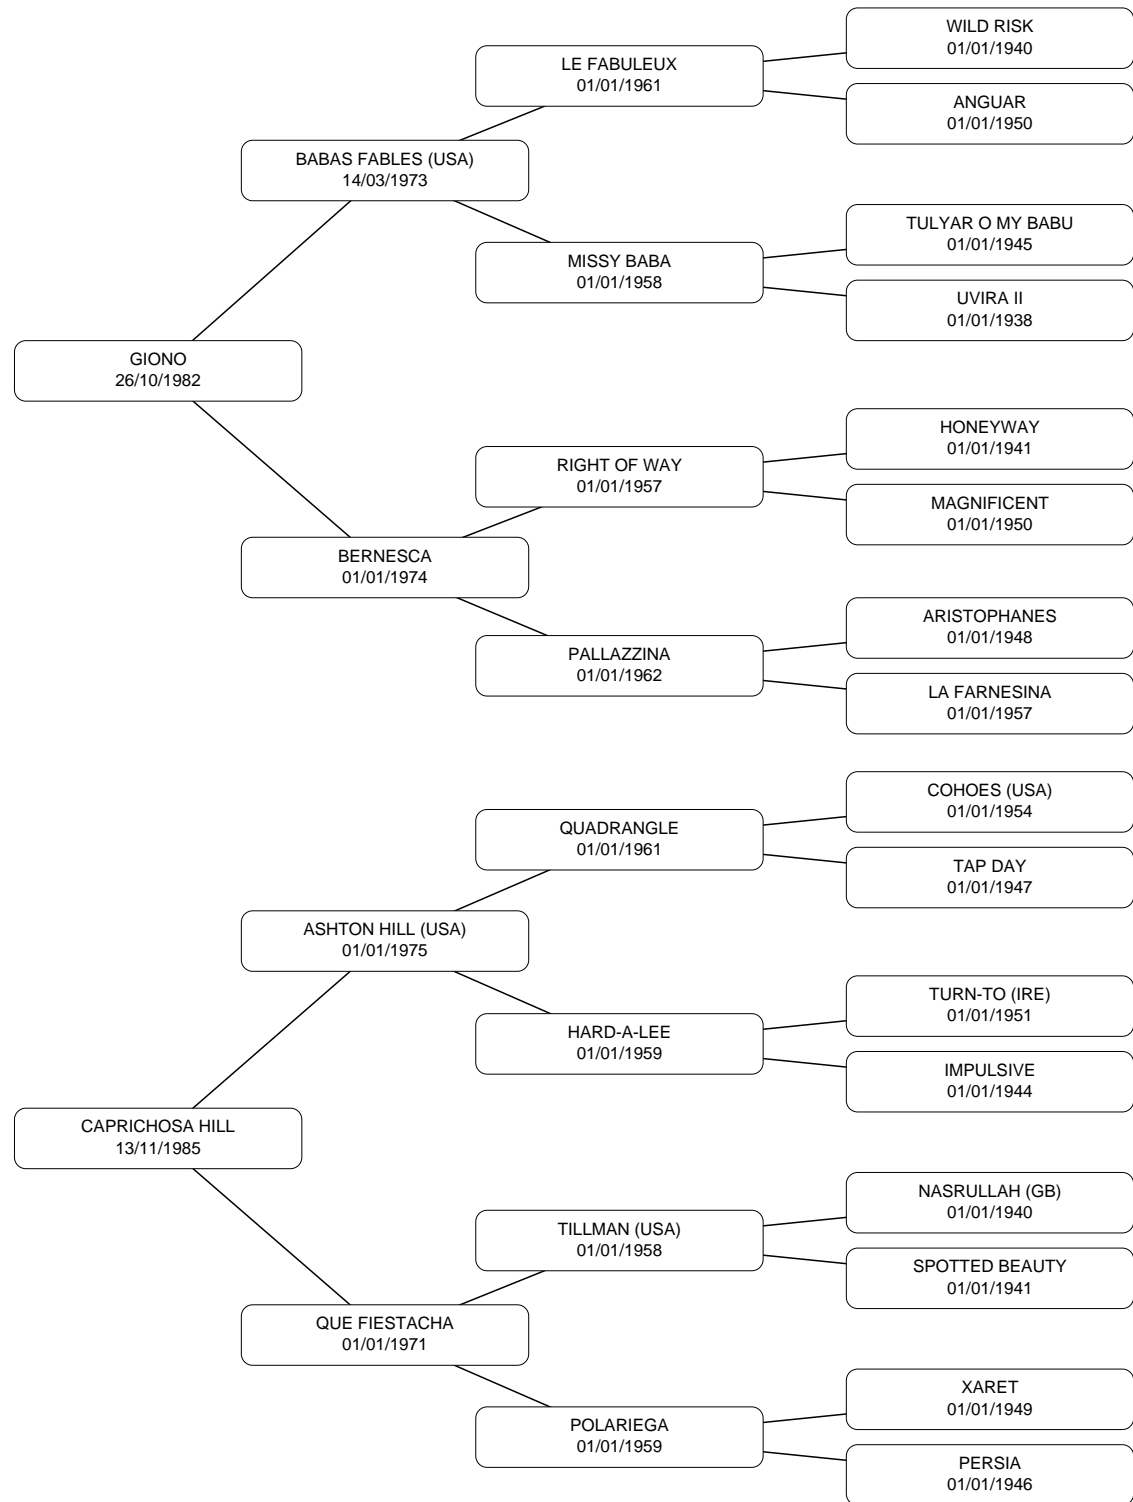 WILD RISK
01/01/1940
LE FABULEUX
01/01/1961
ANGUAR
01/01/1950
BABAS FABLES (USA)
14/03/1973
TULYAR O MY BABU
01/01/1945
MISSY BABA
01/01/1958
UVIRA II
01/01/1938
GIONO
26/10/1982
HONEYWAY
01/01/1941
RIGHT OF WAY
01/01/1957
MAGNIFICENT
01/01/1950
BERNESCA
01/01/1974
ARISTOPHANES
01/01/1948
PALLAZZINA
01/01/1962
LA FARNESINA
01/01/1957
COHOES (USA)
01/01/1954
QUADRANGLE
01/01/1961
TAP DAY
01/01/1947
ASHTON HILL (USA)
01/01/1975
TURN-TO (IRE)
01/01/1951
HARD-A-LEE
01/01/1959
IMPULSIVE
01/01/1944
CAPRICHOSA HILL
13/11/1985
NASRULLAH (GB)
01/01/1940
TILLMAN (USA)
01/01/1958
SPOTTED BEAUTY
01/01/1941
QUE FIESTACHA
01/01/1971
XARET
01/01/1949
POLARIEGA
01/01/1959
PERSIA
01/01/1946